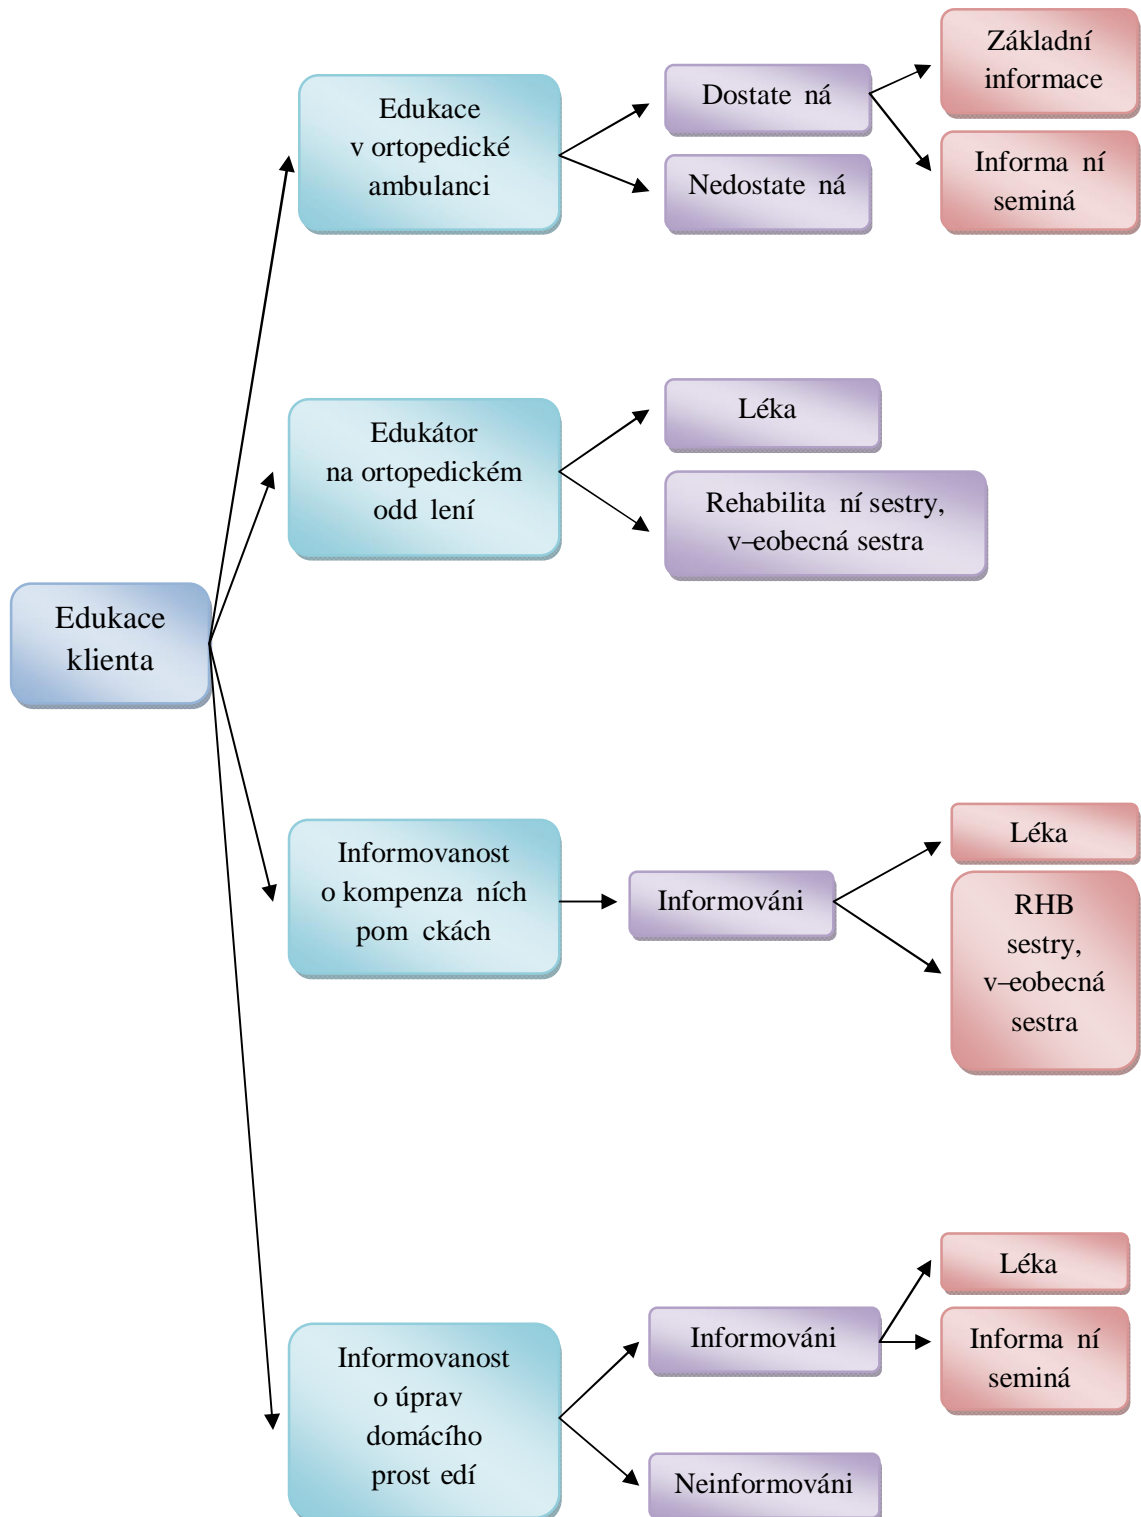 Základní
informace
Edukace
v ortopedické
ambulanci
Dostate ná
Nedostate ná
Informa ní
seminá
Edukátor
na ortopedickém
odd lení
Léka
Rehabilita ní sestry,
v–eobecná sestra
Edukace
klienta
Informovanost
o kompenza ních
pom ckách
Informováni
Léka
RHB
sestry,
v–eobecná
sestra
Informovanost
o úprav
domácího
prost edí
Informováni
Léka
Informa ní
seminá
Neinformováni